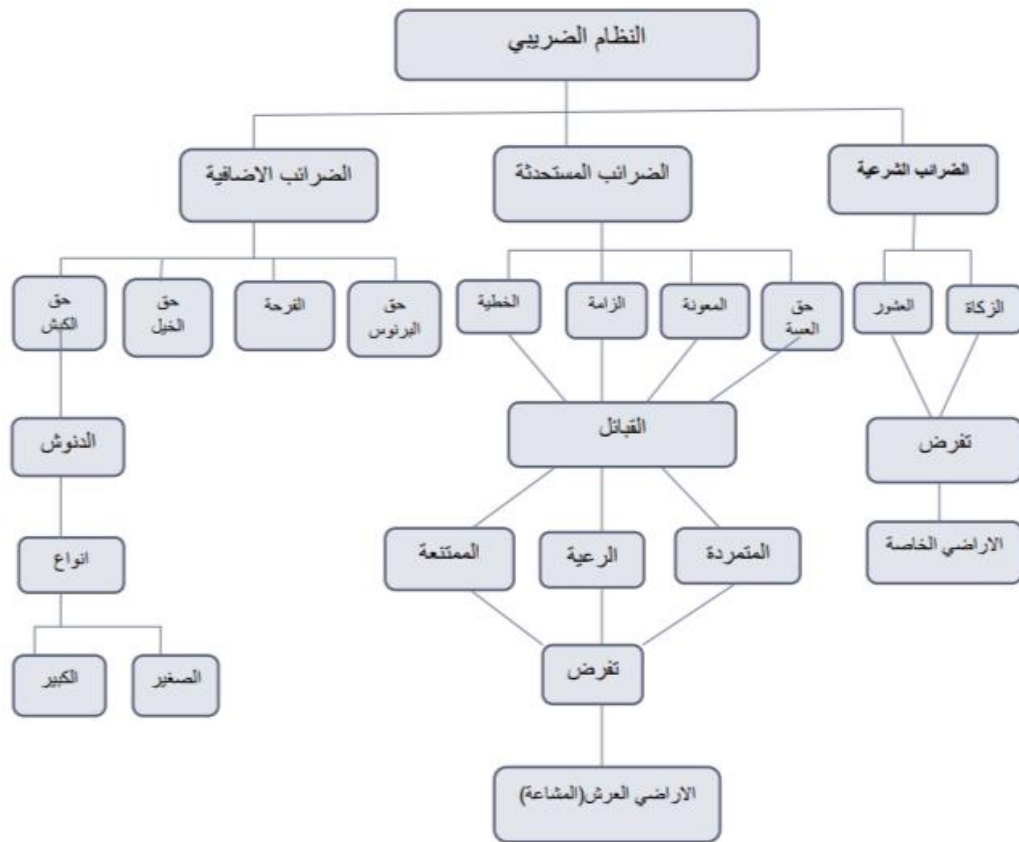 النظام الضريبي
الضرائب الشرعية
الضرائب المستحدثة
الضرائب الاضافية
الزكاة
العشور
حق
العسة
المعونة
الزامة
الخطية
حق
البرنوس
الفرحة
حق
الخيل
حق
الكبش
تفرض
القبائل
الدنوش
الاراضي الخاصة
المتمردة
الرعية
الممتنعة
انواع
تفرض
الصغير
الكبير
الاراضي العرش(المشاعة)